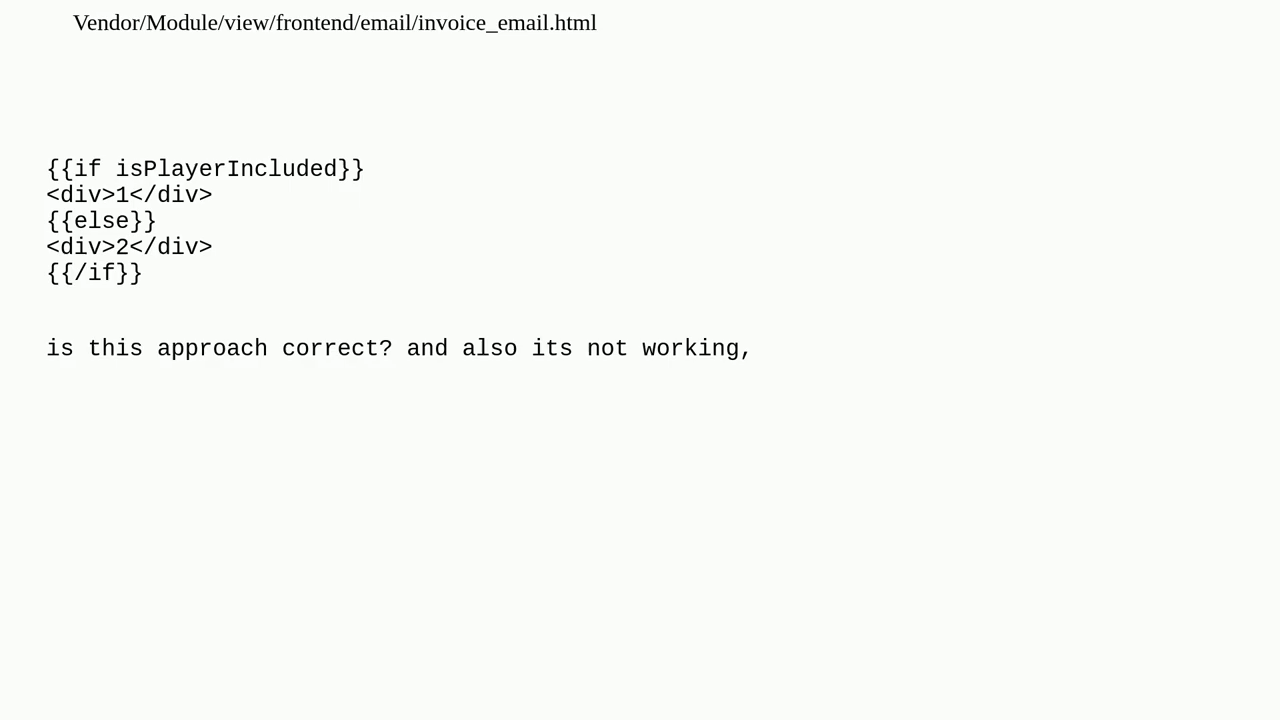 Vendor/Module/view/frontend/email/invoice_email.html
{{if isPlayerIncluded}}
<div>1</div>
{{else}}
<div>2</div>
{{/if}}
is this approach correct? and also its not working,